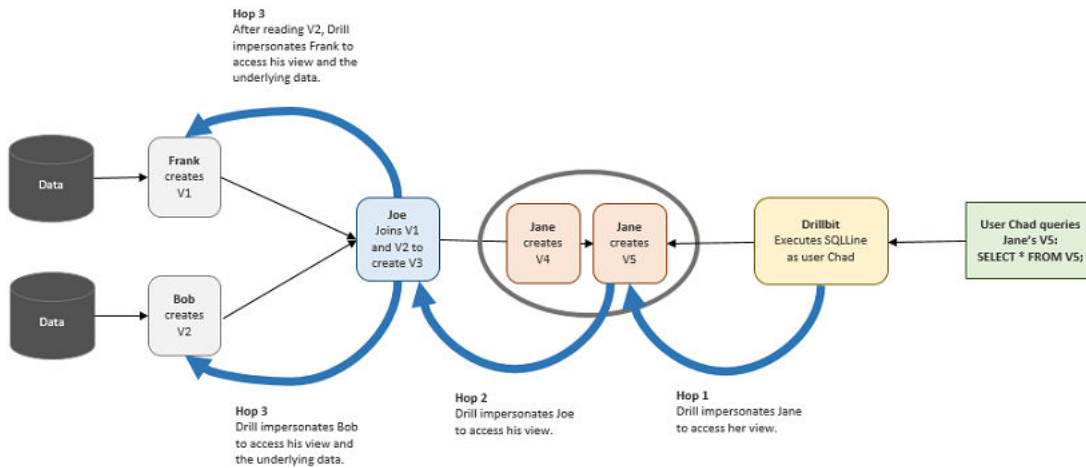 Hop 3
After reading V2, Drill
impersonates Frank to
access his view and the
underlying data.
Data
Frank
creates
V1
Joe
Joins V1
and V2 to
create V3
Jane
creates
V4
Jane
creates
V5
Drillbit
Executes SQLLine
as user Chad
User Chad queries
Jane's V5:
SELECT * FROM V5;
Data
Bob
creates
V2
Hop 3
Drill impersonates Bob
to access his view and
the underlying data.
Hop 2
Drill impersonates Joe
to access his view.
Hop 1
Drill impersonates Jane
to access her view.